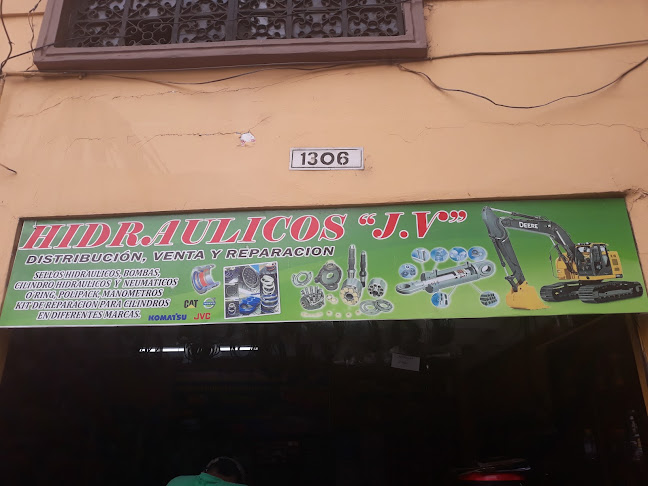 1306
HIDRAULICOS "J.V"
DISTRIBUCIÓN, VENTA Y REPARACION
SELLOS HIDRAULICOS, BOMBAS,
CILINDRO, HIDRAULICOS Y NEUMATICOS
O RING, POLIPACK, MANOMETROS
KIT DE REPARACION PARA CILINDROS
EN DIFERENTES MARCAS.
CAT
KOMATSU JVC
DEERE